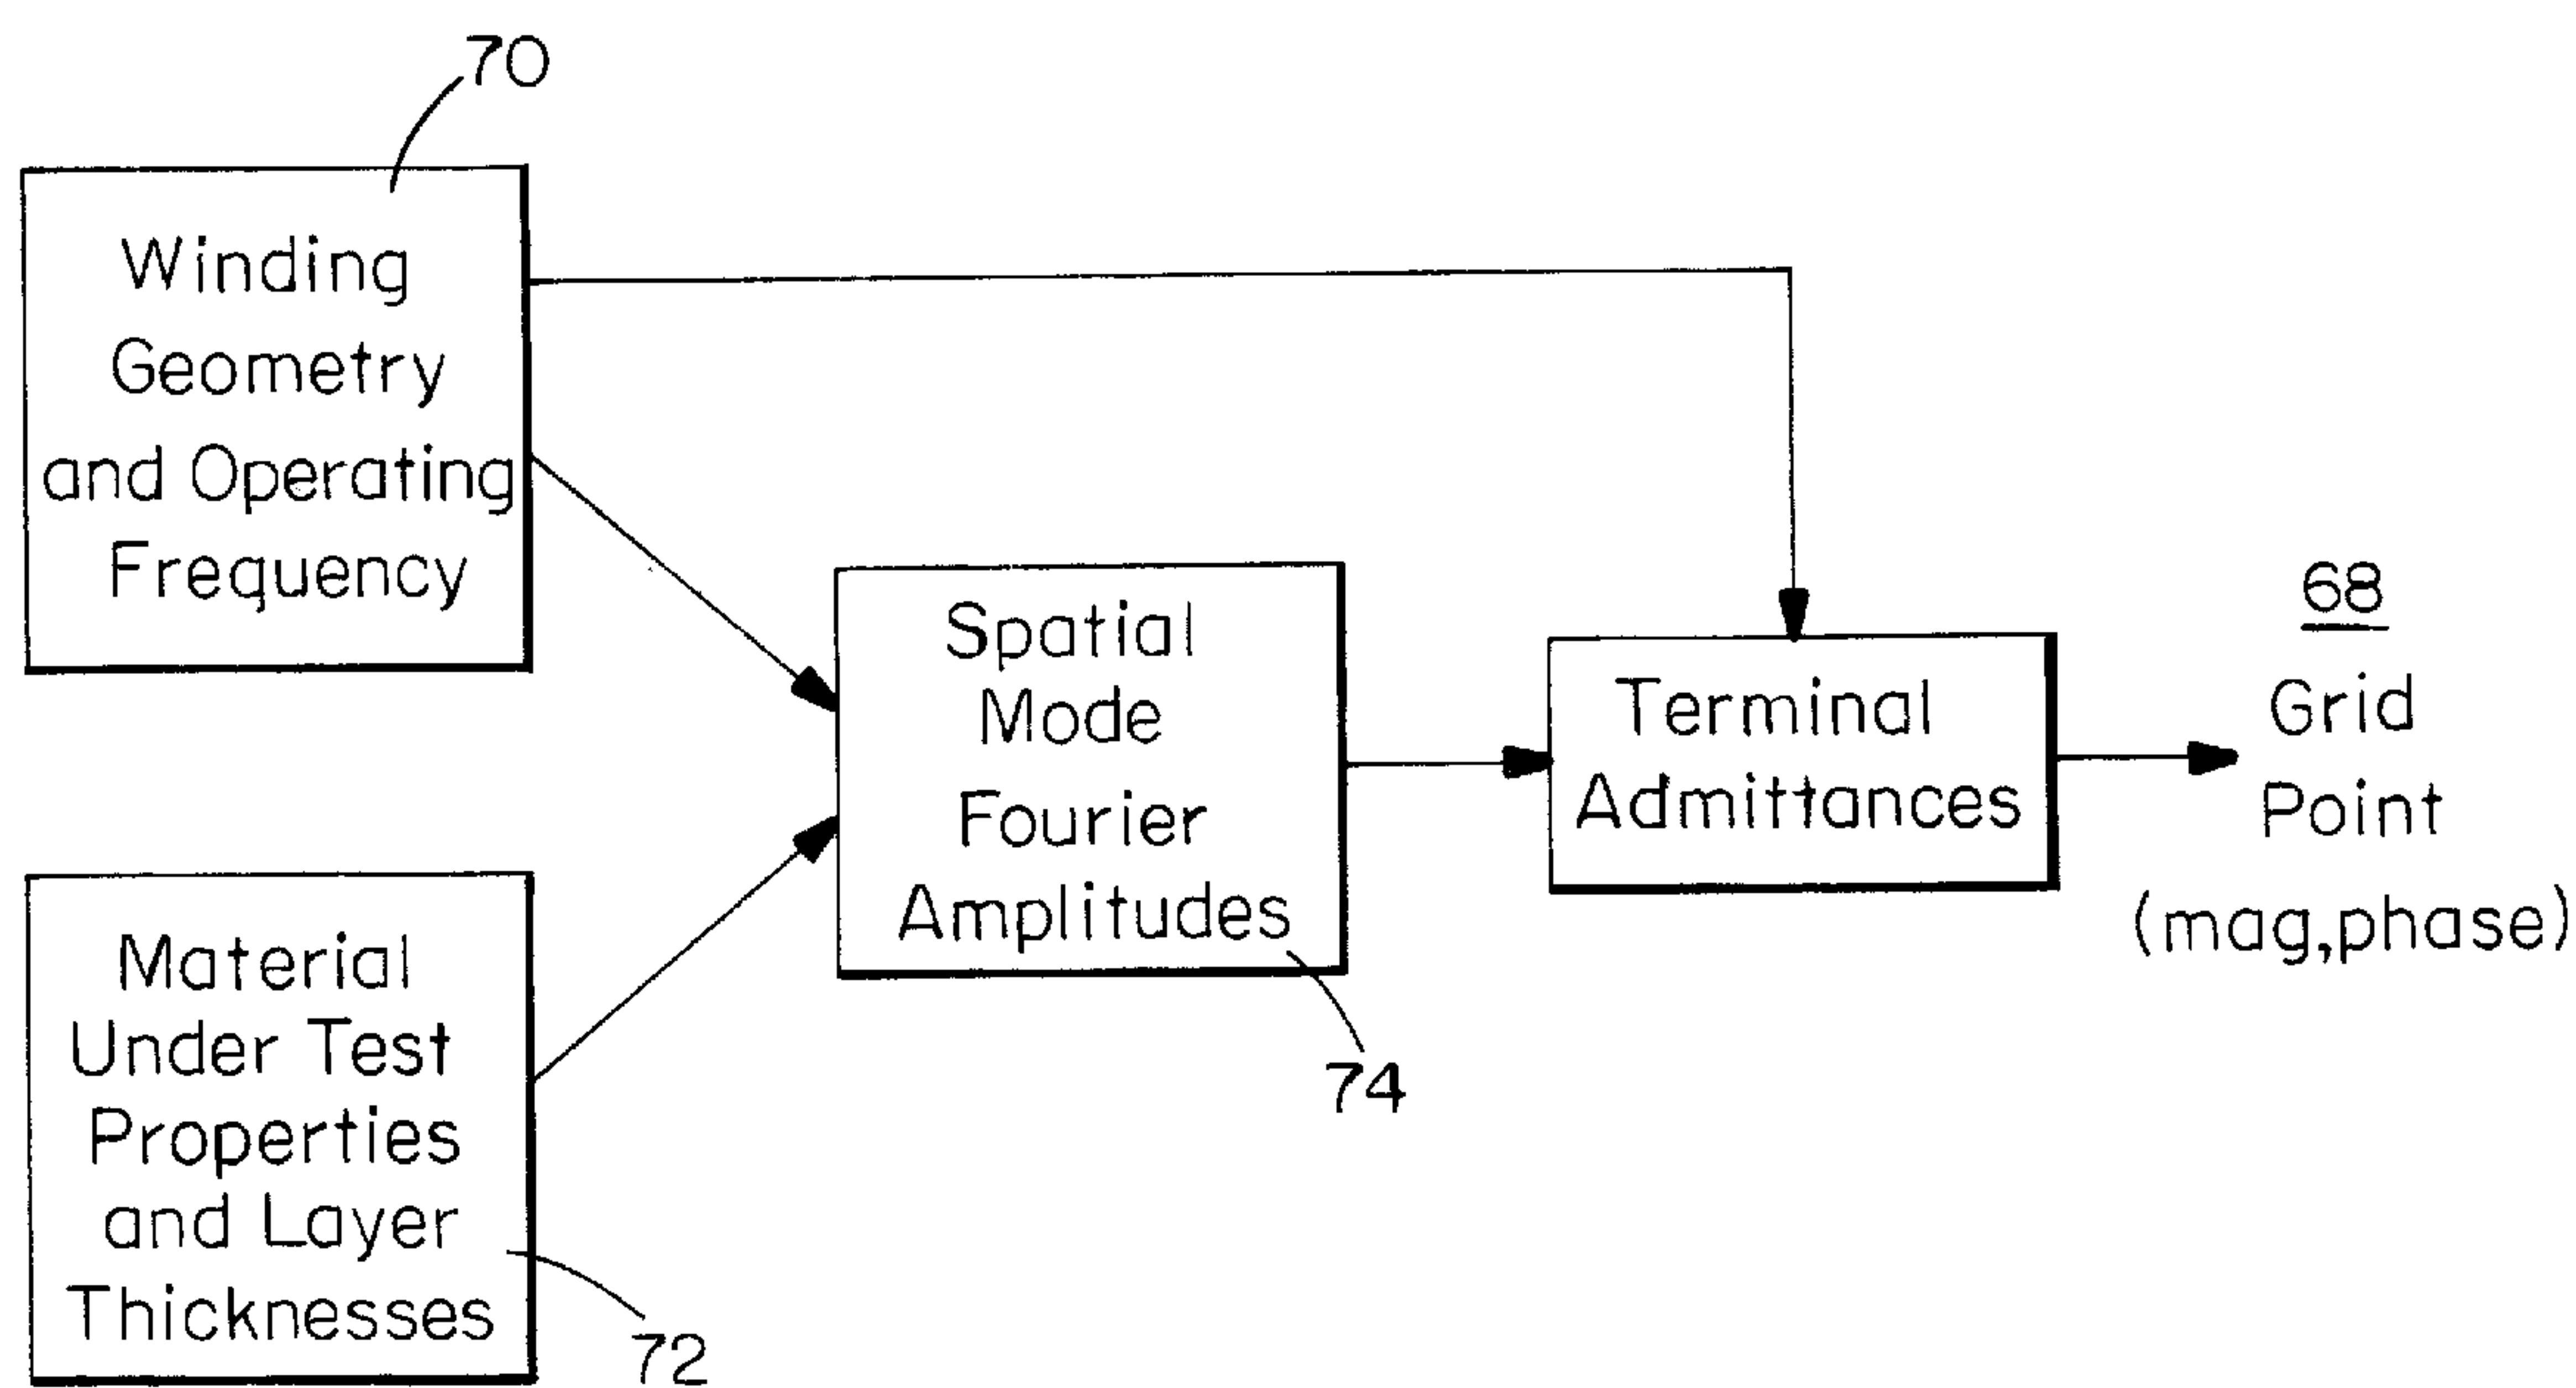 70
Winding
Geometry
and Operating
Frequency
Material
Under Test
Properties
and Layer
Thicknesses
72
Spatial
Mode
Fourier
Amplitudes
74
Terminal
Admittances
68
Grid
Point
(mag,phase)